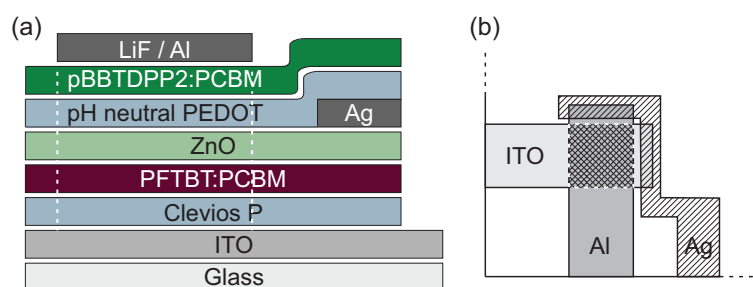 (a)
LiF / Al
pBBTDPP2:PCBM
pH neutral PEDOT
Ag
ZnO
PFTBT:PCBM
Clevios P
ITO
Glass
(b)
ITO
Al
Ag